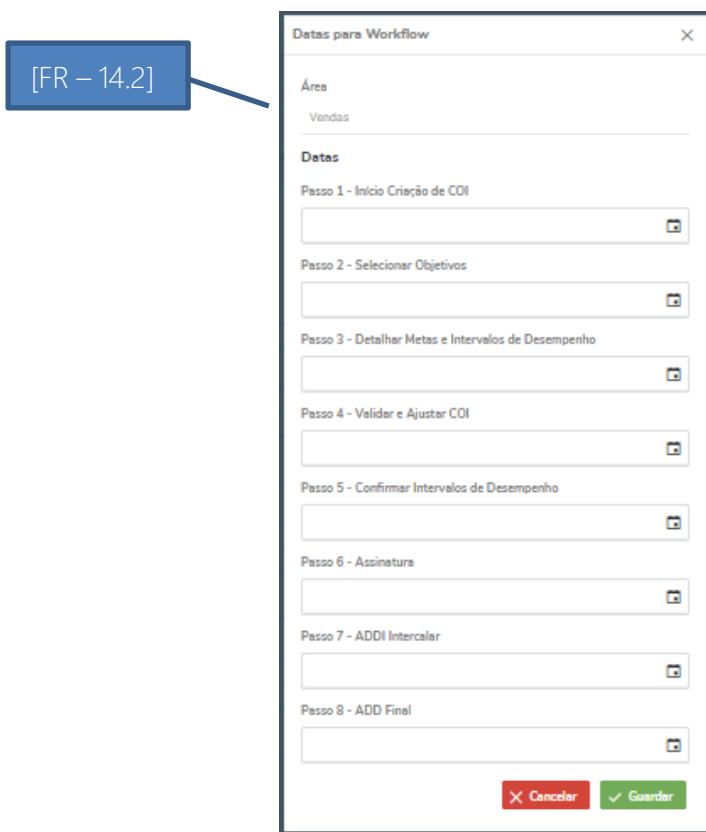 [FR – 14.2]
Datas para Workflow
Área
Vendas
Datas
Passo 1 - Início Criação de COI
Passo 2 - Selecionar Objetivos
Passo 3 - Detalhar Metas e Intervalos de Desempenho
Passo 4 - Validar e Ajustar COI
Passo 5 - Confirmar Intervalos de Desempenho
Passo 6 - Assinatura
Passo 7 - ADDI Intercalar
Passo 8 - ADD Final
Cancelar
Guardar